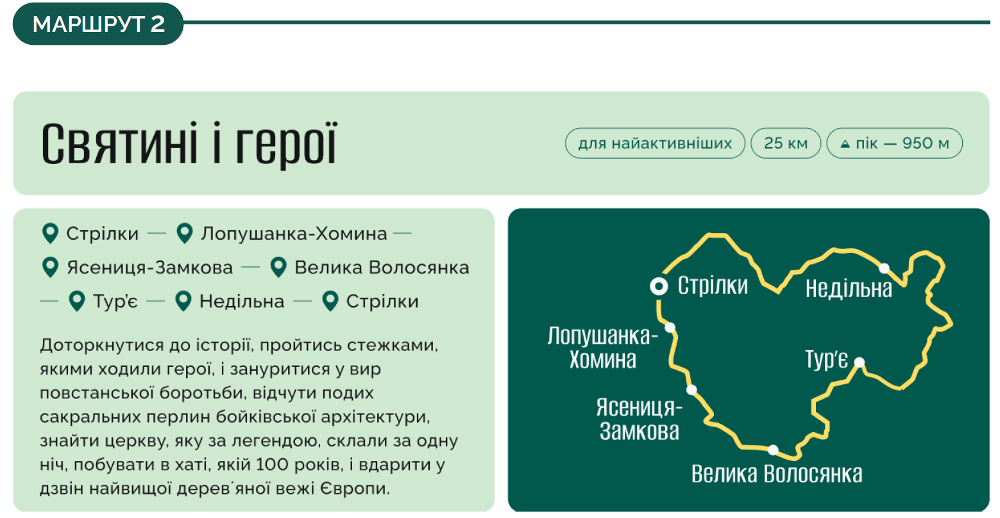 МАРШРУТ 2
Святині і герої
для найактивніших
25 км
пік — 950 м
Стрілки — Лопушанка-Хомина —
Ясениця-Замкова — Велика Волосянка
— Тур'є — Недільна — Стрілки
Доторкнутися до історії, пройтись стежками,
якими ходили герої, і зануритися у вир
повстанської боротьби, відчути подих
сакральних перлин бойківської архітектури,
знайти церкву, яку за легендою, склали за одну
ніч, побувати в хаті, якій 100 років, і вдарити у
дзвін найвищої дерев´яної вежі Європи.
Стрілки
Недільна
Лопушанка-
Хомина
Тур'є
Ясениця-
Замкова
Велика Волосянка